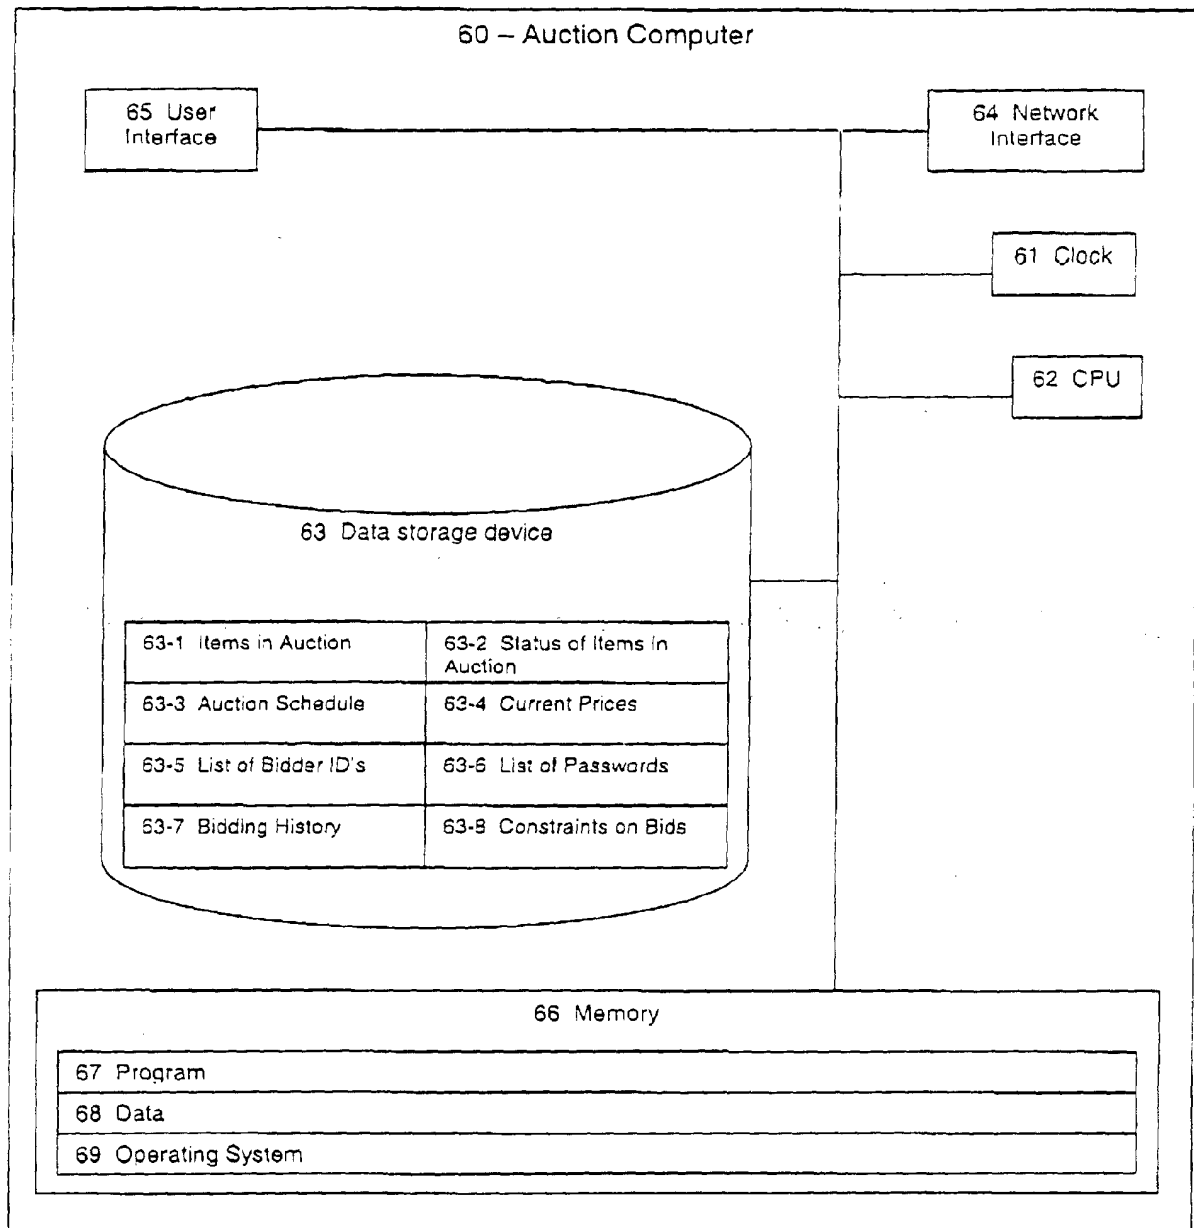 60 – Auction Computer
65 User
Interface
64 Network
Interface
61 Clock
62 CPU
63 Data storage device
63-1 Items in Auction
63-2 Status of Items in
Auction
63-3 Auction Schedule
63-4 Current Prices
63-5 List of Bidder ID's
63-6 List of Passwords
63-7 Bidding History
63-8 Constraints on Bids
66 Memory
67 Program
68 Data
69 Operating System